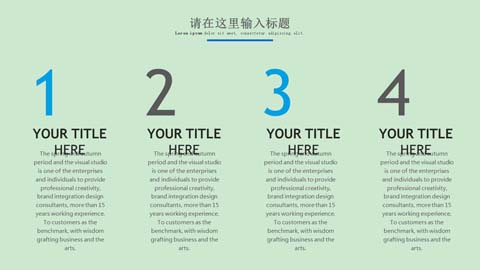 请在这里输入标题
Lorem ipsum dolor sit amet, consectetur adipisicing elit.
1
YOUR TITLE
HERE
The spring and autumn
period and the visual studio
is one of the enterprises
and individuals to provide
professional creativity,
brand integration design
consultants, more than 15
years working experience.
To customers as the
benchmark, with wisdom
grafting business and the
arts.
2
YOUR TITLE
HERE
The spring and autumn
period and the visual studio
is one of the enterprises
and individuals to provide
professional creativity,
brand integration design
consultants, more than 15
years working experience.
To customers as the
benchmark, with wisdom
grafting business and the
arts.
3
YOUR TITLE
HERE
The spring and autumn
period and the visual studio
is one of the enterprises
and individuals to provide
professional creativity,
brand integration design
consultants, more than 15
years working experience.
To customers as the
benchmark, with wisdom
grafting business and the
arts.
4
YOUR TITLE
HERE
The spring and autumn
period and the visual studio
is one of the enterprises
and individuals to provide
professional creativity,
brand integration design
consultants, more than 15
years working experience.
To customers as the
benchmark, with wisdom
grafting business and the
arts.